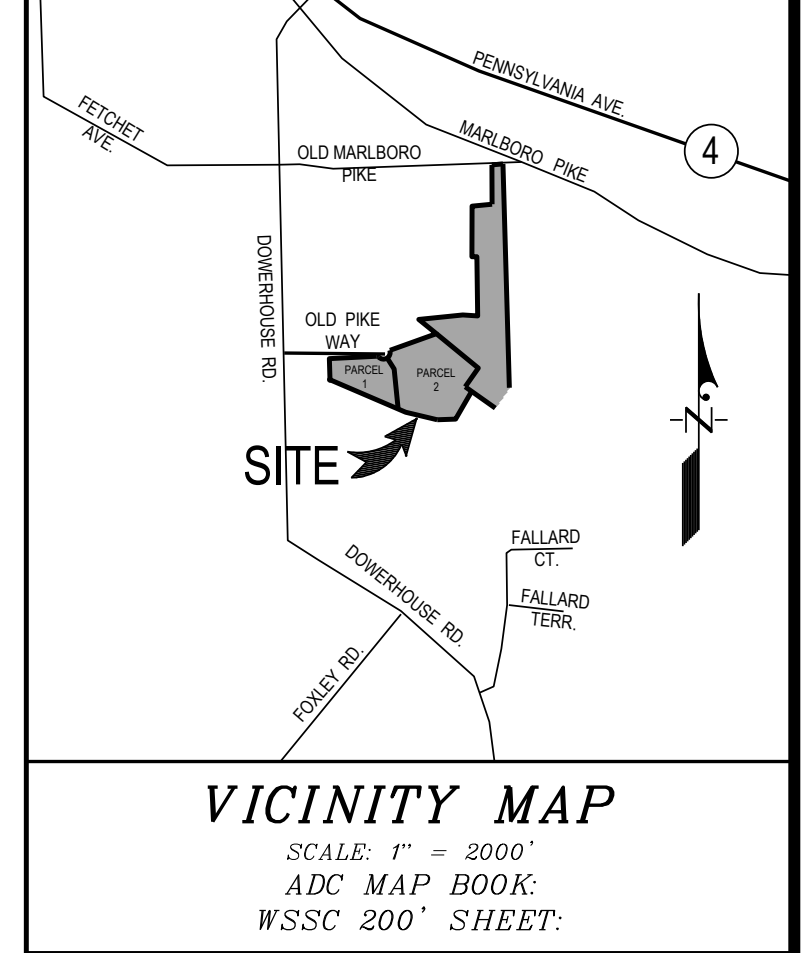 PENNSYLVANIA AVE.
FETCHET
AVE.
MARLBORO PIKE
4
OLD MARLBORO
PIKE
DOWERHOUSE RD.
OLD PIKE
WAY
PARCEL
1
PARCEL
2
N
SITE
FALLARD
CT.
DOWERHOUSE RD.
FALLARD
TERR.
FOXLEY RD.
VICINITY MAP
SCALE: 1" = 2000'
ADC MAP BOOK:
WSSC 200' SHEET: